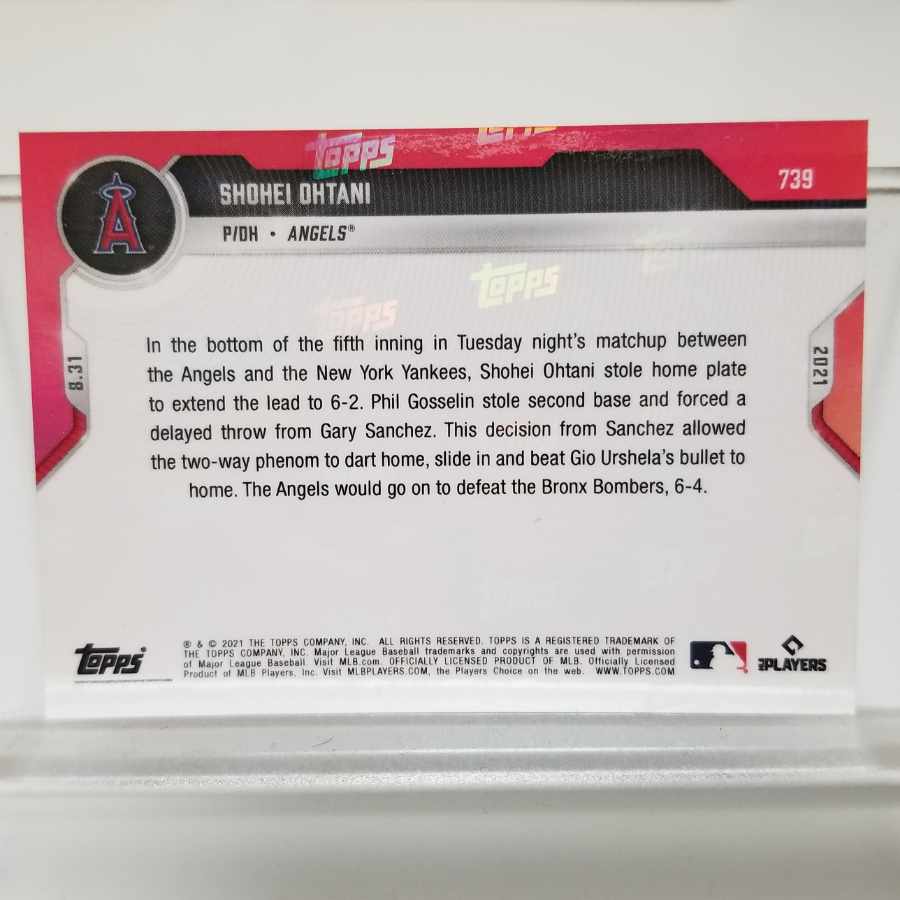 TOPPS
SHOHEI OHTANI
739
P/DH • ANGELS®
TOPPS
TOPPS
8.31
2021
In the bottom of the fifth inning in Tuesday night's matchup between
the Angels and the New York Yankees, Shohei Ohtani stole home plate
to extend the lead to 6-2. Phil Gosselin stole second base and forced a
delayed throw from Gary Sanchez. This decision from Sanchez allowed
the two-way phenom to dart home, slide in and beat Gio Urshela's bullet to
home. The Angels would go on to defeat the Bronx Bombers, 6-4.
® & © 2021 THE TOPPS COMPANY, INC. ALL RIGHTS RESERVED. TOPPS IS A REGISTERED TRADEMARK OF
THE TOPPS COMPANY, INC. Major League Baseball trademarks and copyrights are used with permission
of Major League Baseball. Visit MLB.com. OFFICIALLY LICENSED PRODUCT OF MLB. Officially Licensed
Product of MLB Players, Inc. Visit MLBPLAYERS.COM, the Players Choice on the web. WWW.TOPPS.COM
TOPPS
PLAYERS